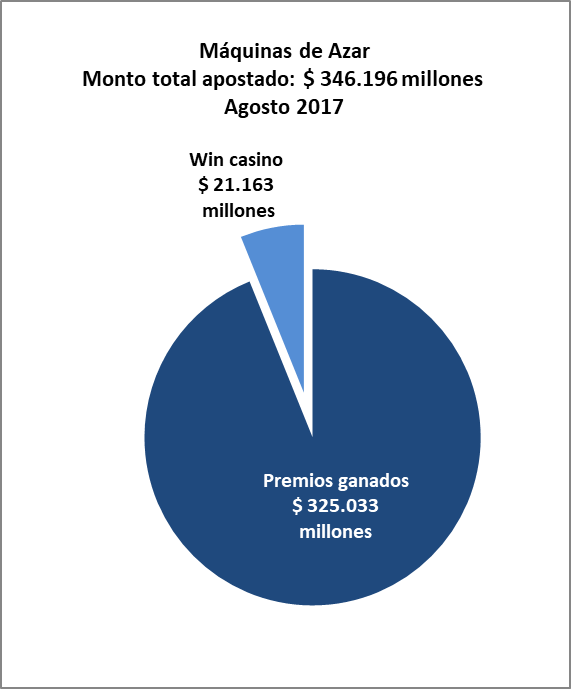 Máquinas de Azar
Monto total apostado: $ 346.196 millones
Agosto 2017
Win casino
$ 21.163
millones
Premios ganados
$ 325.033
millones